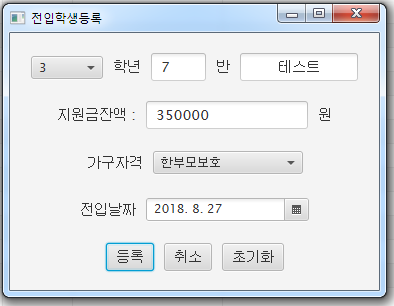 전입학생등록
3 학년 7 반 테스트
지원금잔액 : 350000 원
가구자격 한부모보호
전입날짜 2018. 8. 27
등록 취소 초기화